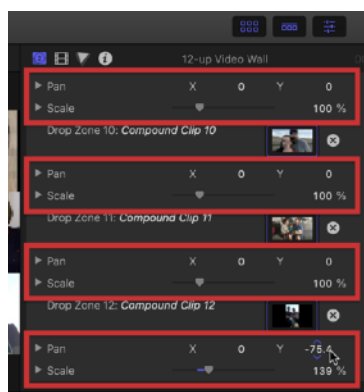 12-up Video Wall
Pan X 0 Y 0
Scale 100 %
Drop Zone 10: Compound Clip 10
Pan X 0 Y 0
Scale 100 %
Drop Zone 11: Compound Clip 11
Pan X 0 Y 0
Scale 100 %
Drop Zone 12: Compound Clip 12
Pan X 0 Y -75.4
Scale 139 %